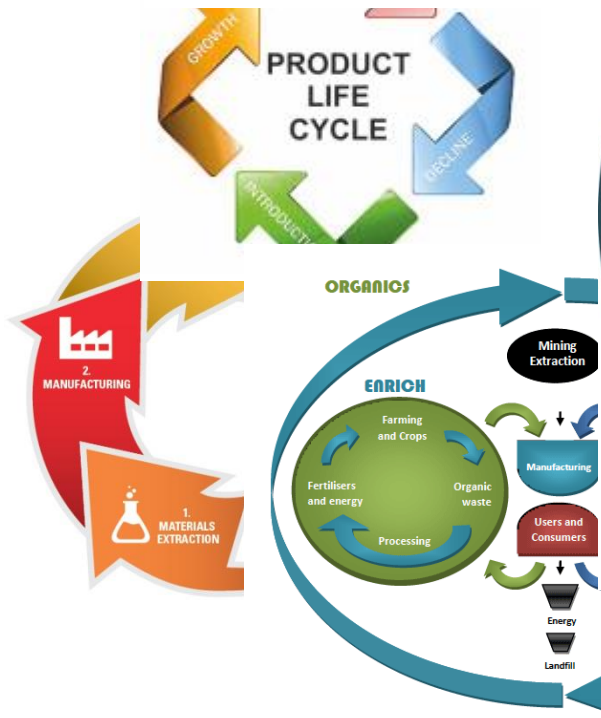 GROWTH
PRODUCT
LIFE
CYCLE
DECLINE
INTRODUCTI
ORGANICS
2.
MANUFACTURING
1.
MATERIALS
EXTRACTION
ENRICH
Farming
and Crops
Fertilisers
and energy
Organic
waste
Processing
Mining
Extraction
Manufacturing
Users and
Consumers
Energy
Landfill